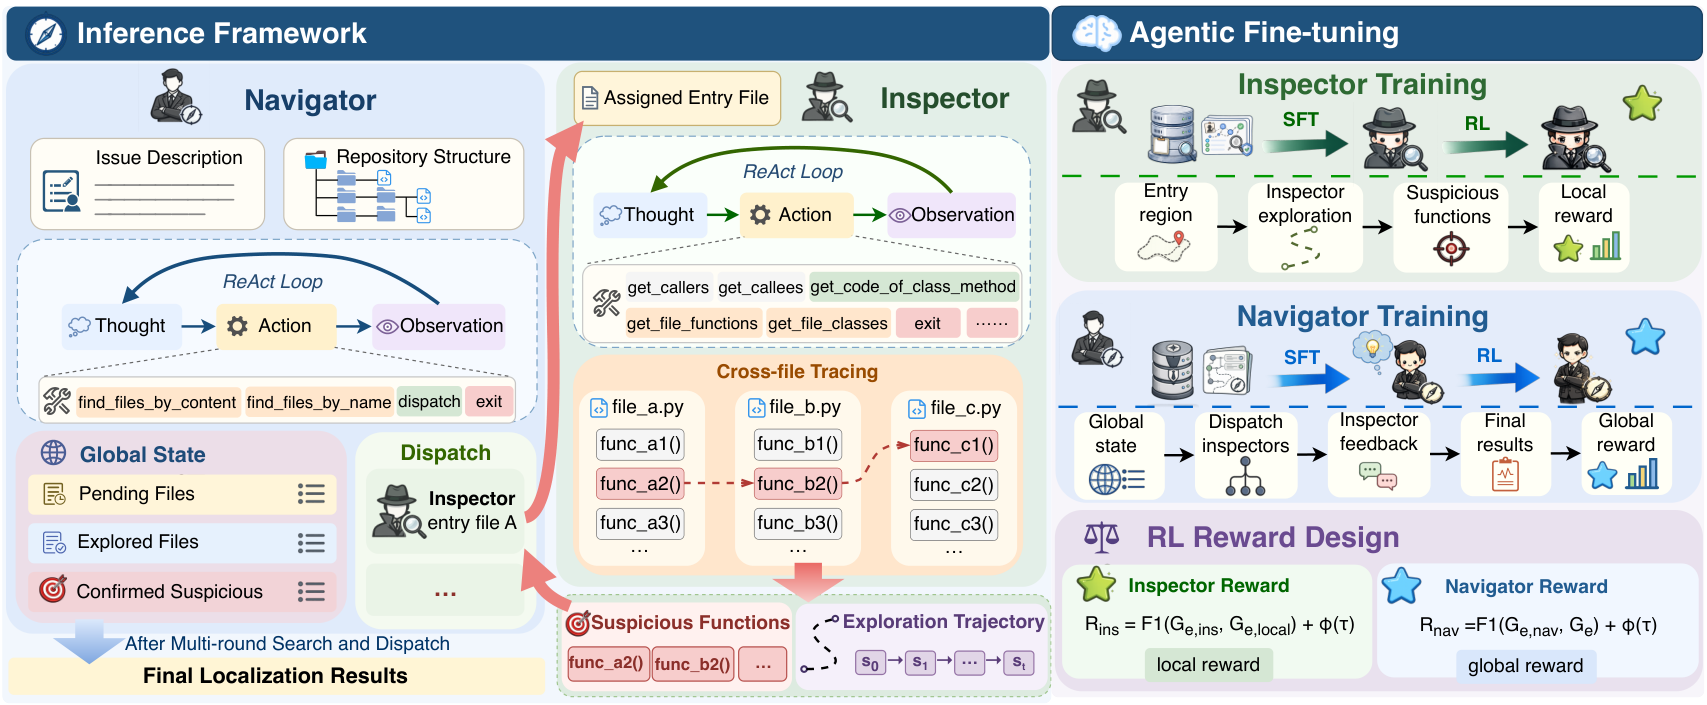 Inference Framework
Navigator
Issue Description
Repository Structure
ReAct Loop
Thought
Action
Observation
find_files_by_content
find_files_by_name
dispatch
exit
Global State
Pending Files
Explored Files
Confirmed Suspicious
Dispatch
Inspector
entry file A
...
After Multi-round Search and Dispatch
Final Localization Results
Assigned Entry File
Inspector
ReAct Loop
Thought
Action
Observation
get_callers
get_callees
get_code_of_class_method
get_file_functions
get_file_classes
exit
......
Cross-file Tracing
file_a.py
func_a1()
func_a2()
func_a3()
...
file_b.py
func_b1()
func_b2()
func_b3()
...
file_c.py
func_c1()
func_c2()
func_c3()
...
Suspicious Functions
func_a2()
func_b2()
...
Exploration Trajectory
s0
s1
...
st
Agentic Fine-tuning
Inspector Training
SFT
RL
Entry
region
Inspector
exploration
Suspicious
functions
Local
reward
Navigator Training
SFT
RL
Global
state
Dispatch
inspectors
Inspector
feedback
Final
results
Global
reward
RL Reward Design
Inspector Reward
Rins = F1(Ge,ins, Ge,local) + ϕ(τ)
local reward
Navigator Reward
Rnav =F1(Ge,nav, Ge) + ϕ(τ)
global reward